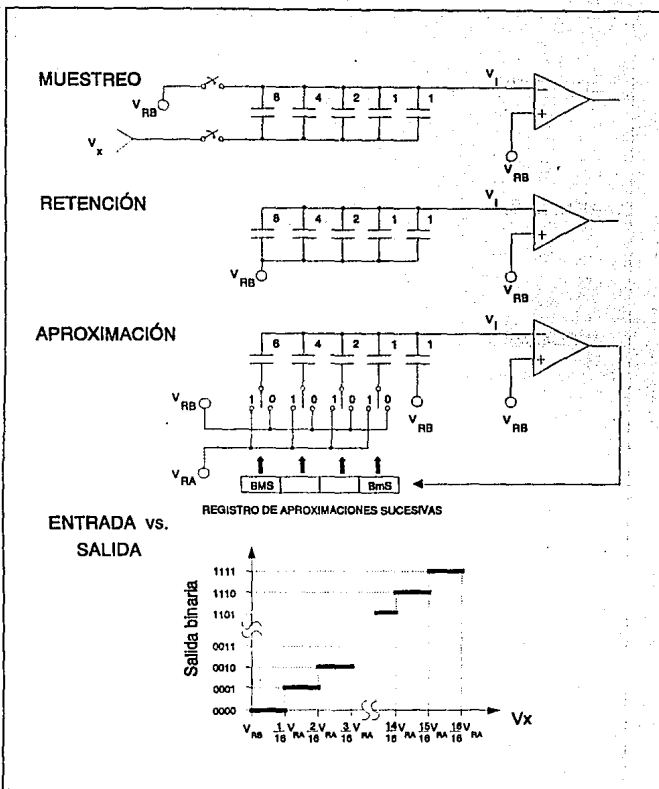 MUESTREO
V_RB
V_x
8 4 2 1 1
V_I
−
+
V_RB
RETENCIÓN
8 4 2 1 1
V_RB
V_I
−
+
V_RB
APROXIMACIÓN
8 4 2 1 1
V_I
−
+
V_RB
V_RB
1 0 1 0 1 0 1 0
V_RB
V_RA
BMS BmS
REGISTRO DE APROXIMACIONES SUCESIVAS
ENTRADA vs.
SALIDA
Salida binaria
1111
1110
1101
0011
0010
0001
0000
V_RB 1/16 V_RA 2/16 V_RA 3/16 V_RA 14/16 V_RA 15/16 V_RA 16/16 V_RA
Vx